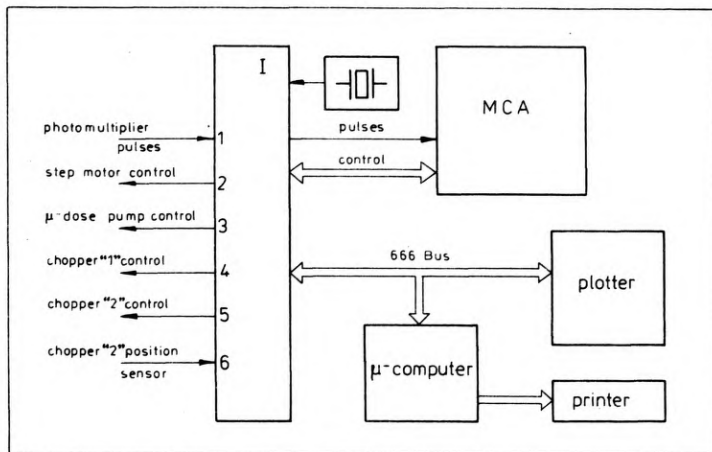 I
MCA
photomultiplier
pulses
1
pulses
step motor control
2
control
μ-dose pump control
3
chopper "1" control
4
666 Bus
plotter
chopper "2" control
5
chopper "2" position
sensor
6
μ-computer
printer